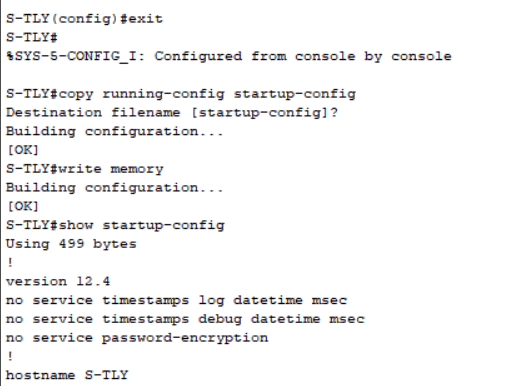 S-TLY(config)#exit
S-TLY#
%SYS-5-CONFIG_I: Configured from console by console
S-TLY#copy running-config startup-config
Destination filename [startup-config]?
Building configuration...
[OK]
S-TLY#write memory
Building configuration...
[OK]
S-TLY#show startup-config
Using 499 bytes
!
version 12.4
no service timestamps log datetime msec
no service timestamps debug datetime msec
no service password-encryption
!
hostname S-TLY